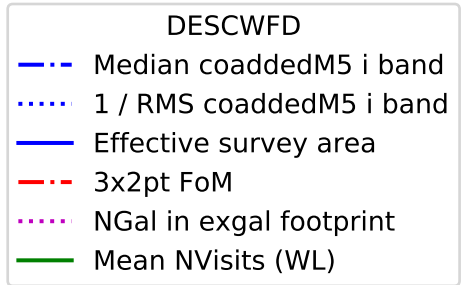 DESCWFD
Median coaddedM5 i band
1 / RMS coaddedM5 i band
Effective survey area
3x2pt FoM
NGal in exgal footprint
Mean NVisits (WL)